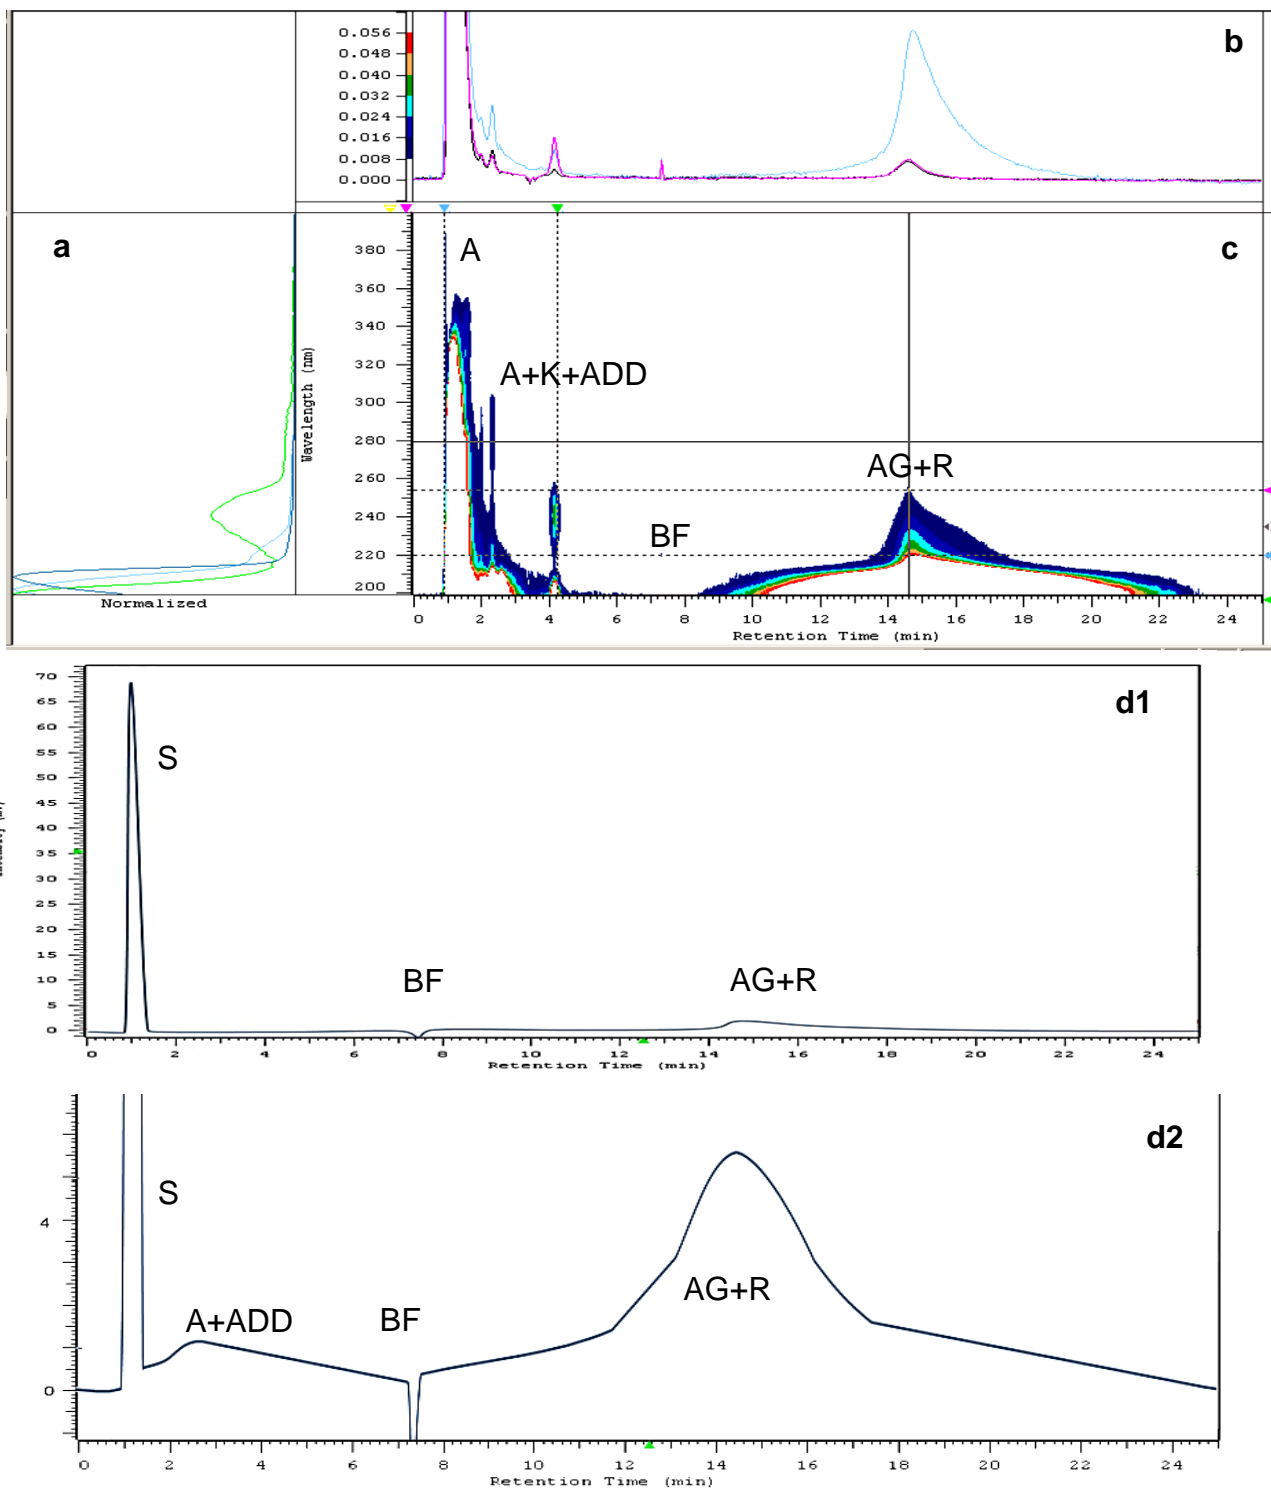 0.056
0.048
0.040
0.032
0.024
0.016
0.008
0.000
b
a
Normalized
Wavelength (nm)
c
380
360
340
320
300
280
260
240
220
200
A
A+K+ADD
BF
AG+R
0 2 4 6 8 10 12 14 16 18 20 22 24
Retention Time (min)
d1
70
65
60
55
50
45
40
35
30
25
20
15
10
5
0
S
BF
AG+R
0 2 4 6 8 10 12 14 16 18 20 22 24
Retention Time (min)
d2
4
0
S
A+ADD
BF
AG+R
0 2 4 6 8 10 12 14 16 18 20 22 24
Retention Time (min)